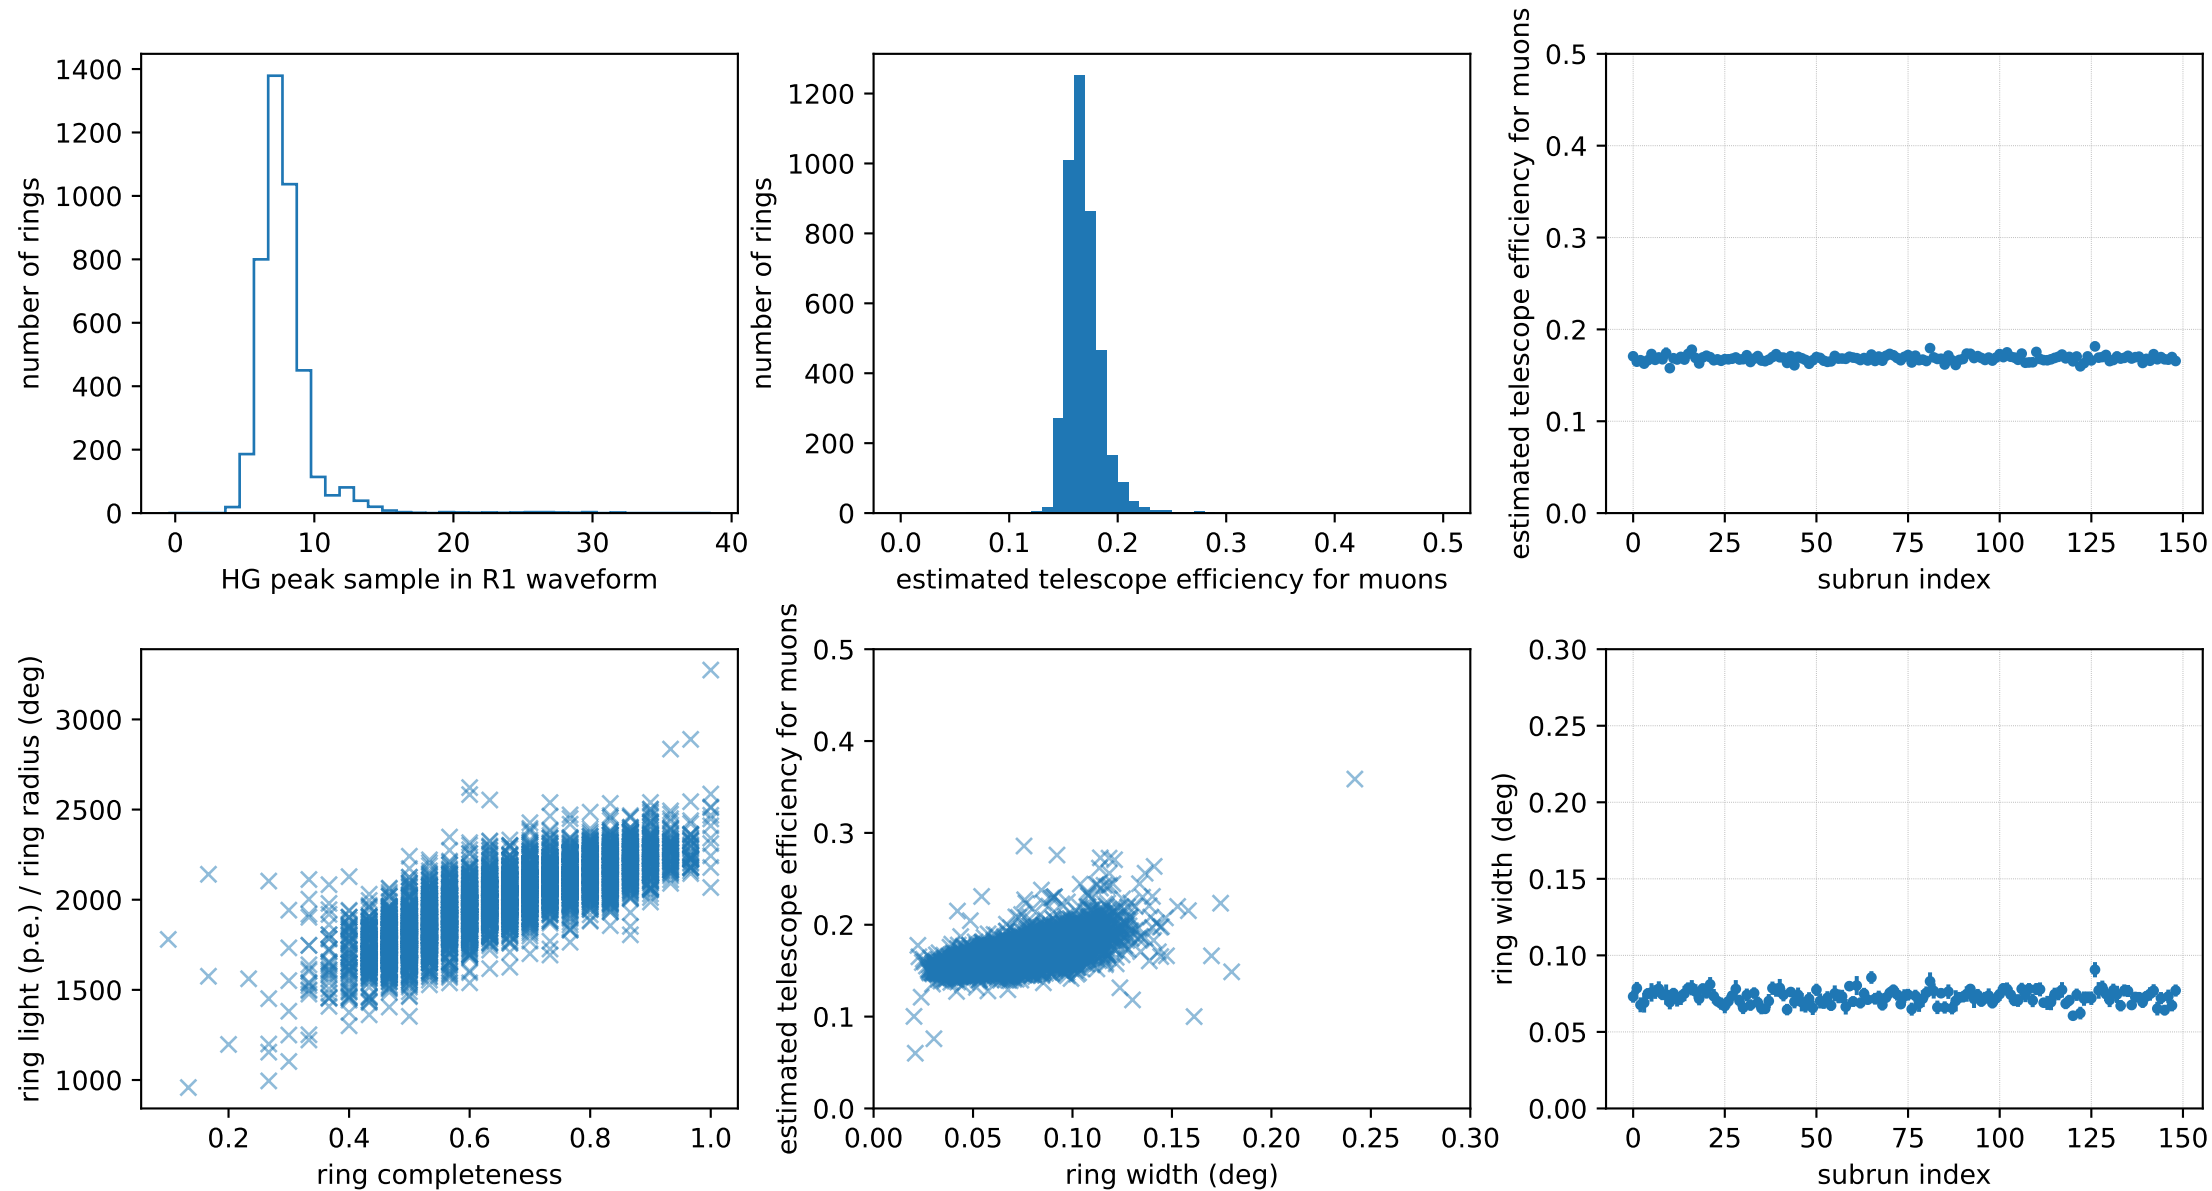 number of rings
1400
1200
1000
800
600
400
200
0
0 10 20 30 40
HG peak sample in R1 waveform
number of rings
1200
1000
800
600
400
200
0
0.0 0.1 0.2 0.3 0.4 0.5
estimated telescope efficiency for muons
estimated telescope efficiency for muons
0.5
0.4
0.3
0.2
0.1
0.0
0 25 50 75 100 125 150
subrun index
ring light (p.e.) / ring radius (deg)
3000
2500
2000
1500
1000
0.2 0.4 0.6 0.8 1.0
ring completeness
estimated telescope efficiency for muons
0.5
0.4
0.3
0.2
0.1
0.0
0.00 0.05 0.10 0.15 0.20 0.25 0.30
ring width (deg)
ring width (deg)
0.30
0.25
0.20
0.15
0.10
0.05
0.00
0 25 50 75 100 125 150
subrun index